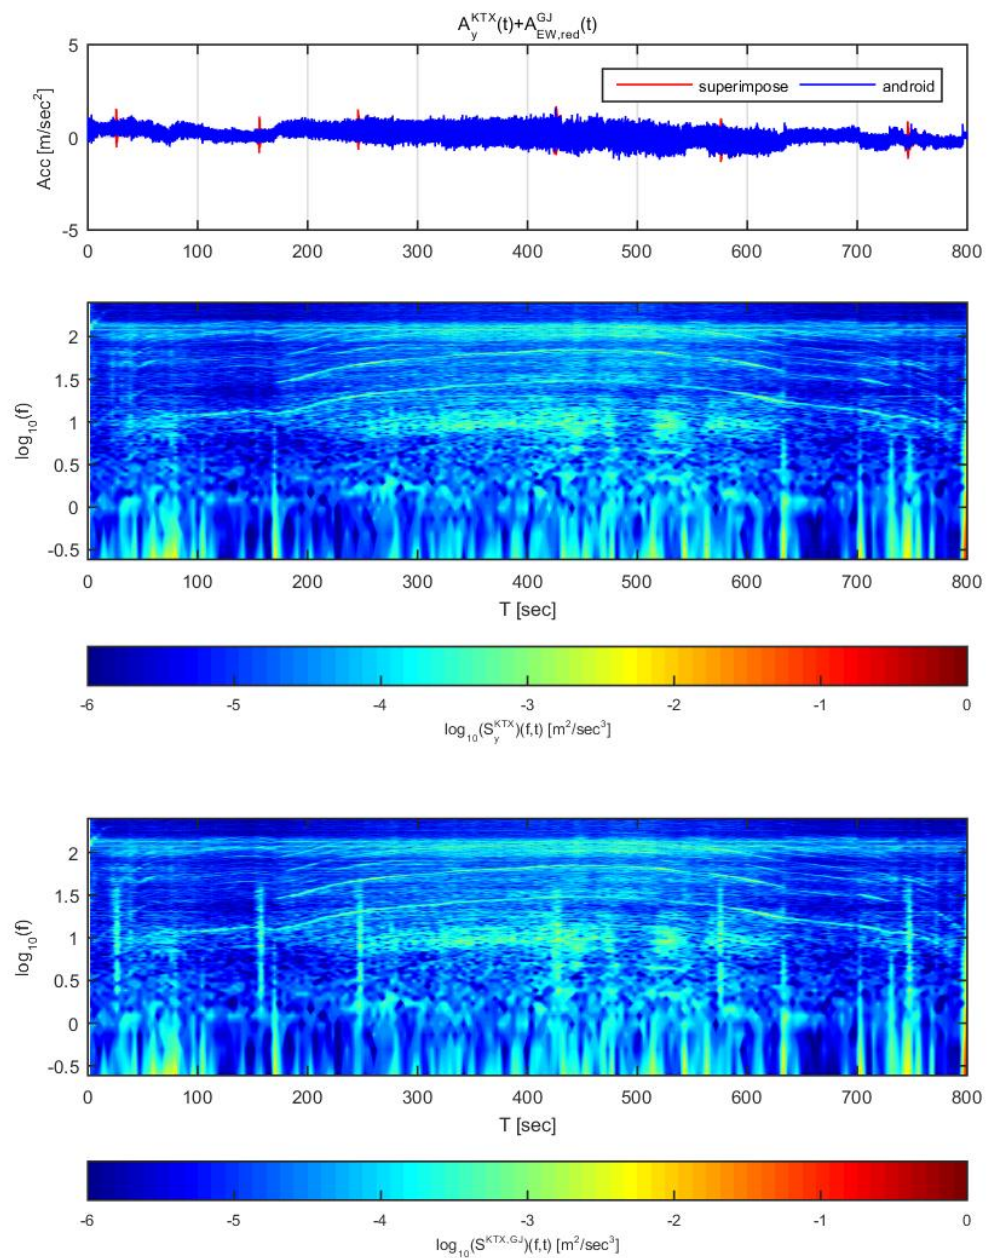 A_y^KTX(t)+A_EW,red^GJ(t)
5
0
-5
Acc [m/sec²]
superimpose
android
0 100 200 300 400 500 600 700 800
2
1.5
1
0.5
0
-0.5
log₁₀(f)
0 100 200 300 400 500 600 700 800
T [sec]
-6 -5 -4 -3 -2 -1 0
log₁₀(S_y^KTX)(f,t) [m²/sec³]
2
1.5
1
0.5
0
-0.5
log₁₀(f)
0 100 200 300 400 500 600 700 800
T [sec]
-6 -5 -4 -3 -2 -1 0
log₁₀(S^KTX,GJ)(f,t) [m²/sec³]